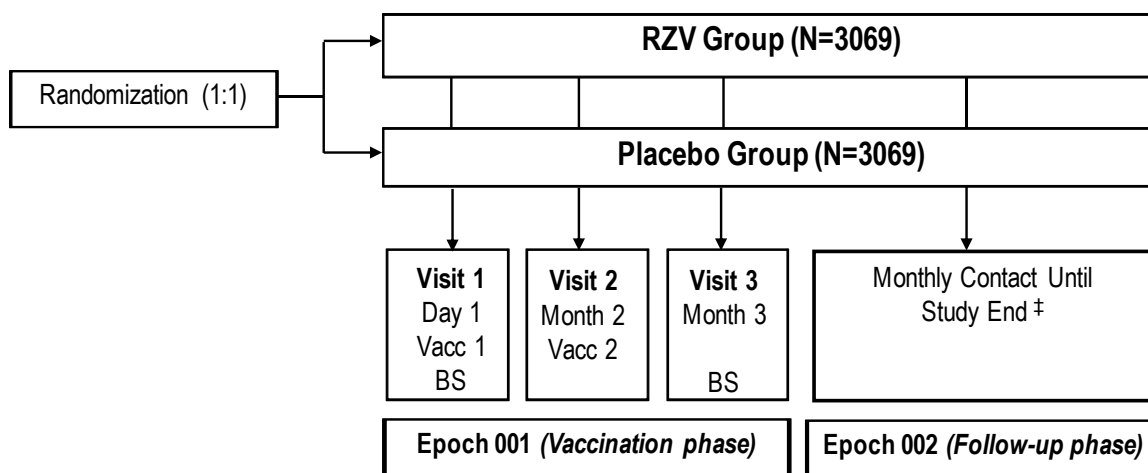 RZV Group (N=3069)
Randomization (1:1)
Placebo Group (N=3069)
Visit 1
Day 1
Vacc 1
BS
Visit 2
Month 2
Vacc 2
Visit 3
Month 3
BS
Monthly Contact Until
Study End ‡
Epoch 001 (Vaccination phase)
Epoch 002 (Follow-up phase)